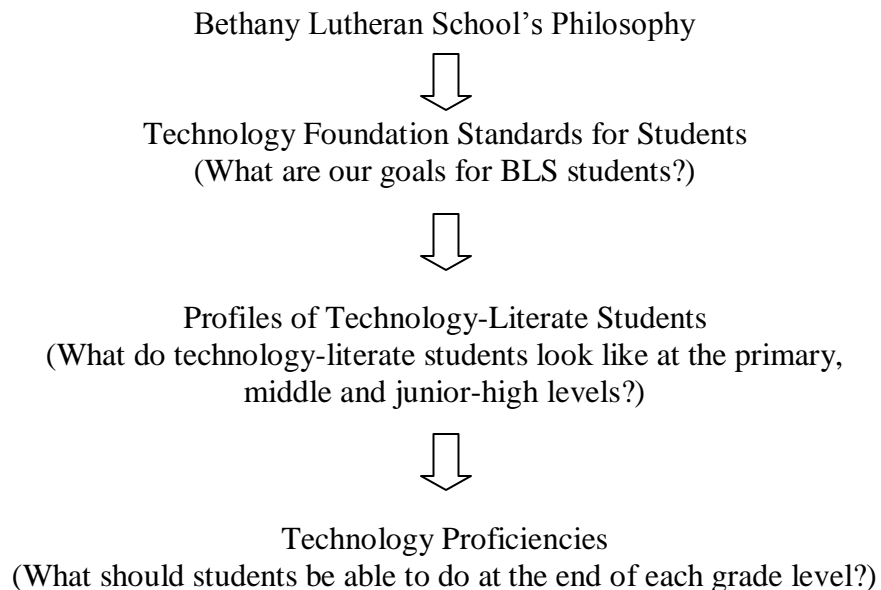 Bethany Lutheran School’s Philosophy
Technology Foundation Standards for Students
(What are our goals for BLS students?)
Profiles of Technology-Literate Students
(What do technology-literate students look like at the primary,
middle and junior-high levels?)
Technology Proficiencies
(What should students be able to do at the end of each grade level?)